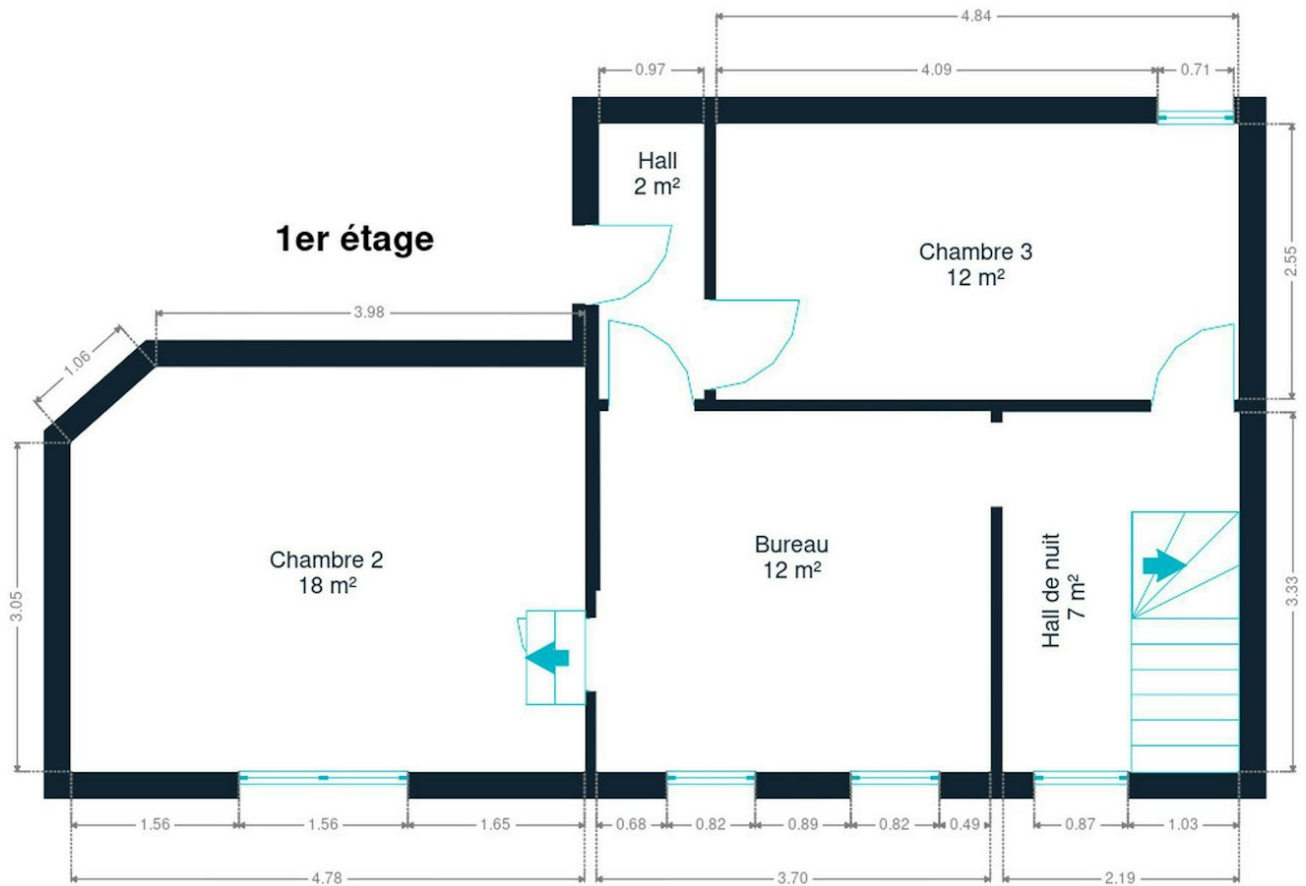 4.84
0.97
4.09
0.71
Hall
2 m²
1er étage
Chambre 3
12 m²
2.55
3.98
1.06
Chambre 2
18 m²
Bureau
12 m²
Hall de nuit
7 m²
3.05
3.33
1.56
1.56
1.65
0.68
0.82
0.89
0.82
0.49
0.87
1.03
4.78
3.70
2.19